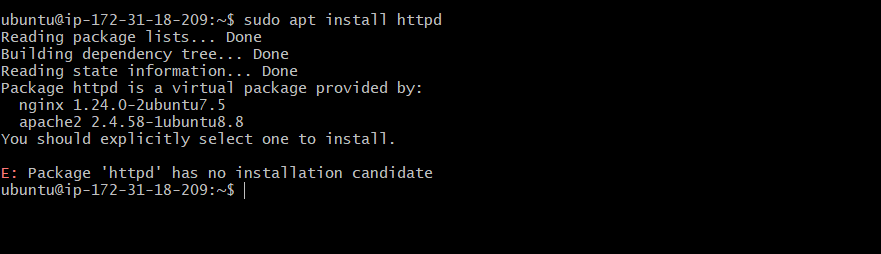 ubuntu@ip-172-31-18-209:~$ sudo apt install httpd
Reading package lists... Done
Building dependency tree... Done
Reading state information... Done
Package httpd is a virtual package provided by:
  nginx 1.24.0-2ubuntu7.5
  apache2 2.4.58-1ubuntu8.8
You should explicitly select one to install.

E: Package 'httpd' has no installation candidate
ubuntu@ip-172-31-18-209:~$